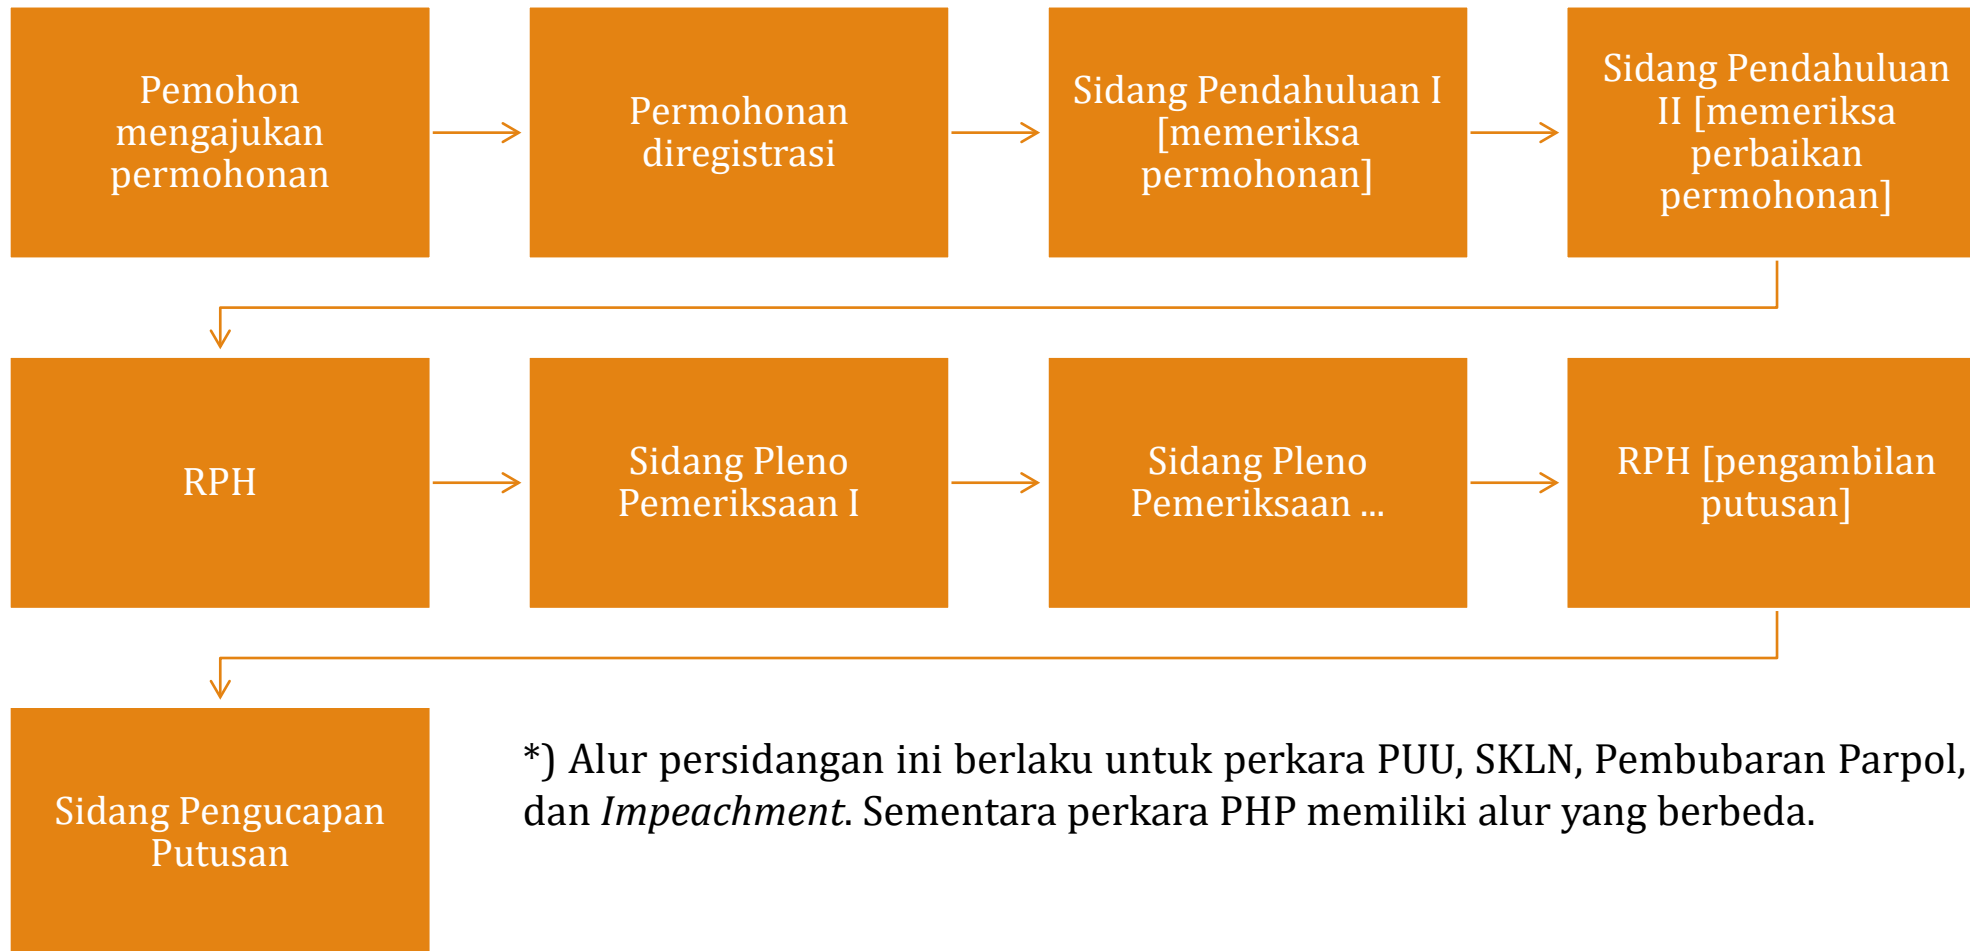 Pemohon
mengajukan
permohonan
Permohonan
diregistrasi
Sidang Pendahuluan I
[memeriksa
permohonan]
Sidang Pendahuluan
II [memeriksa
perbaikan
permohonan]
RPH
Sidang Pleno
Pemeriksaan I
Sidang Pleno
Pemeriksaan ...
RPH [pengambilan
putusan]
Sidang Pengucapan
Putusan
*) Alur persidangan ini berlaku untuk perkara PUU, SKLN, Pembubaran Parpol,
dan Impeachment. Sementara perkara PHP memiliki alur yang berbeda.